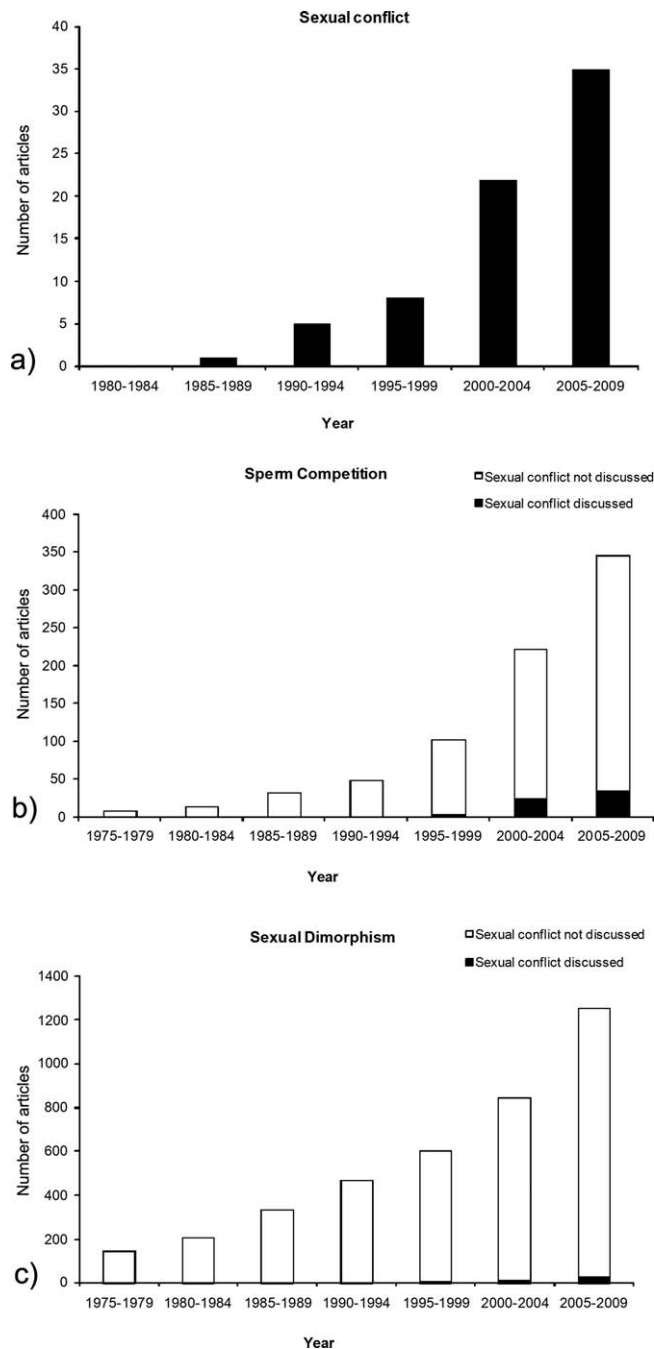 Sexual conflict
40
35
30
25
20
15
10
5
0
Number of articles
a)
1980-1984 1985-1989 1990-1994 1995-1999 2000-2004 2005-2009
Year
Sperm Competition
Sexual conflict not discussed
Sexual conflict discussed
400
350
300
250
200
150
100
50
0
Number of articles
b)
1975-1979 1980-1984 1985-1989 1990-1994 1995-1999 2000-2004 2005-2009
Year
Sexual Dimorphism
Sexual conflict not discussed
Sexual conflict discussed
1400
1200
1000
800
600
400
200
0
Number of articles
c)
1975-1979 1980-1984 1985-1989 1990-1994 1995-1999 2000-2004 2005-2009
Year